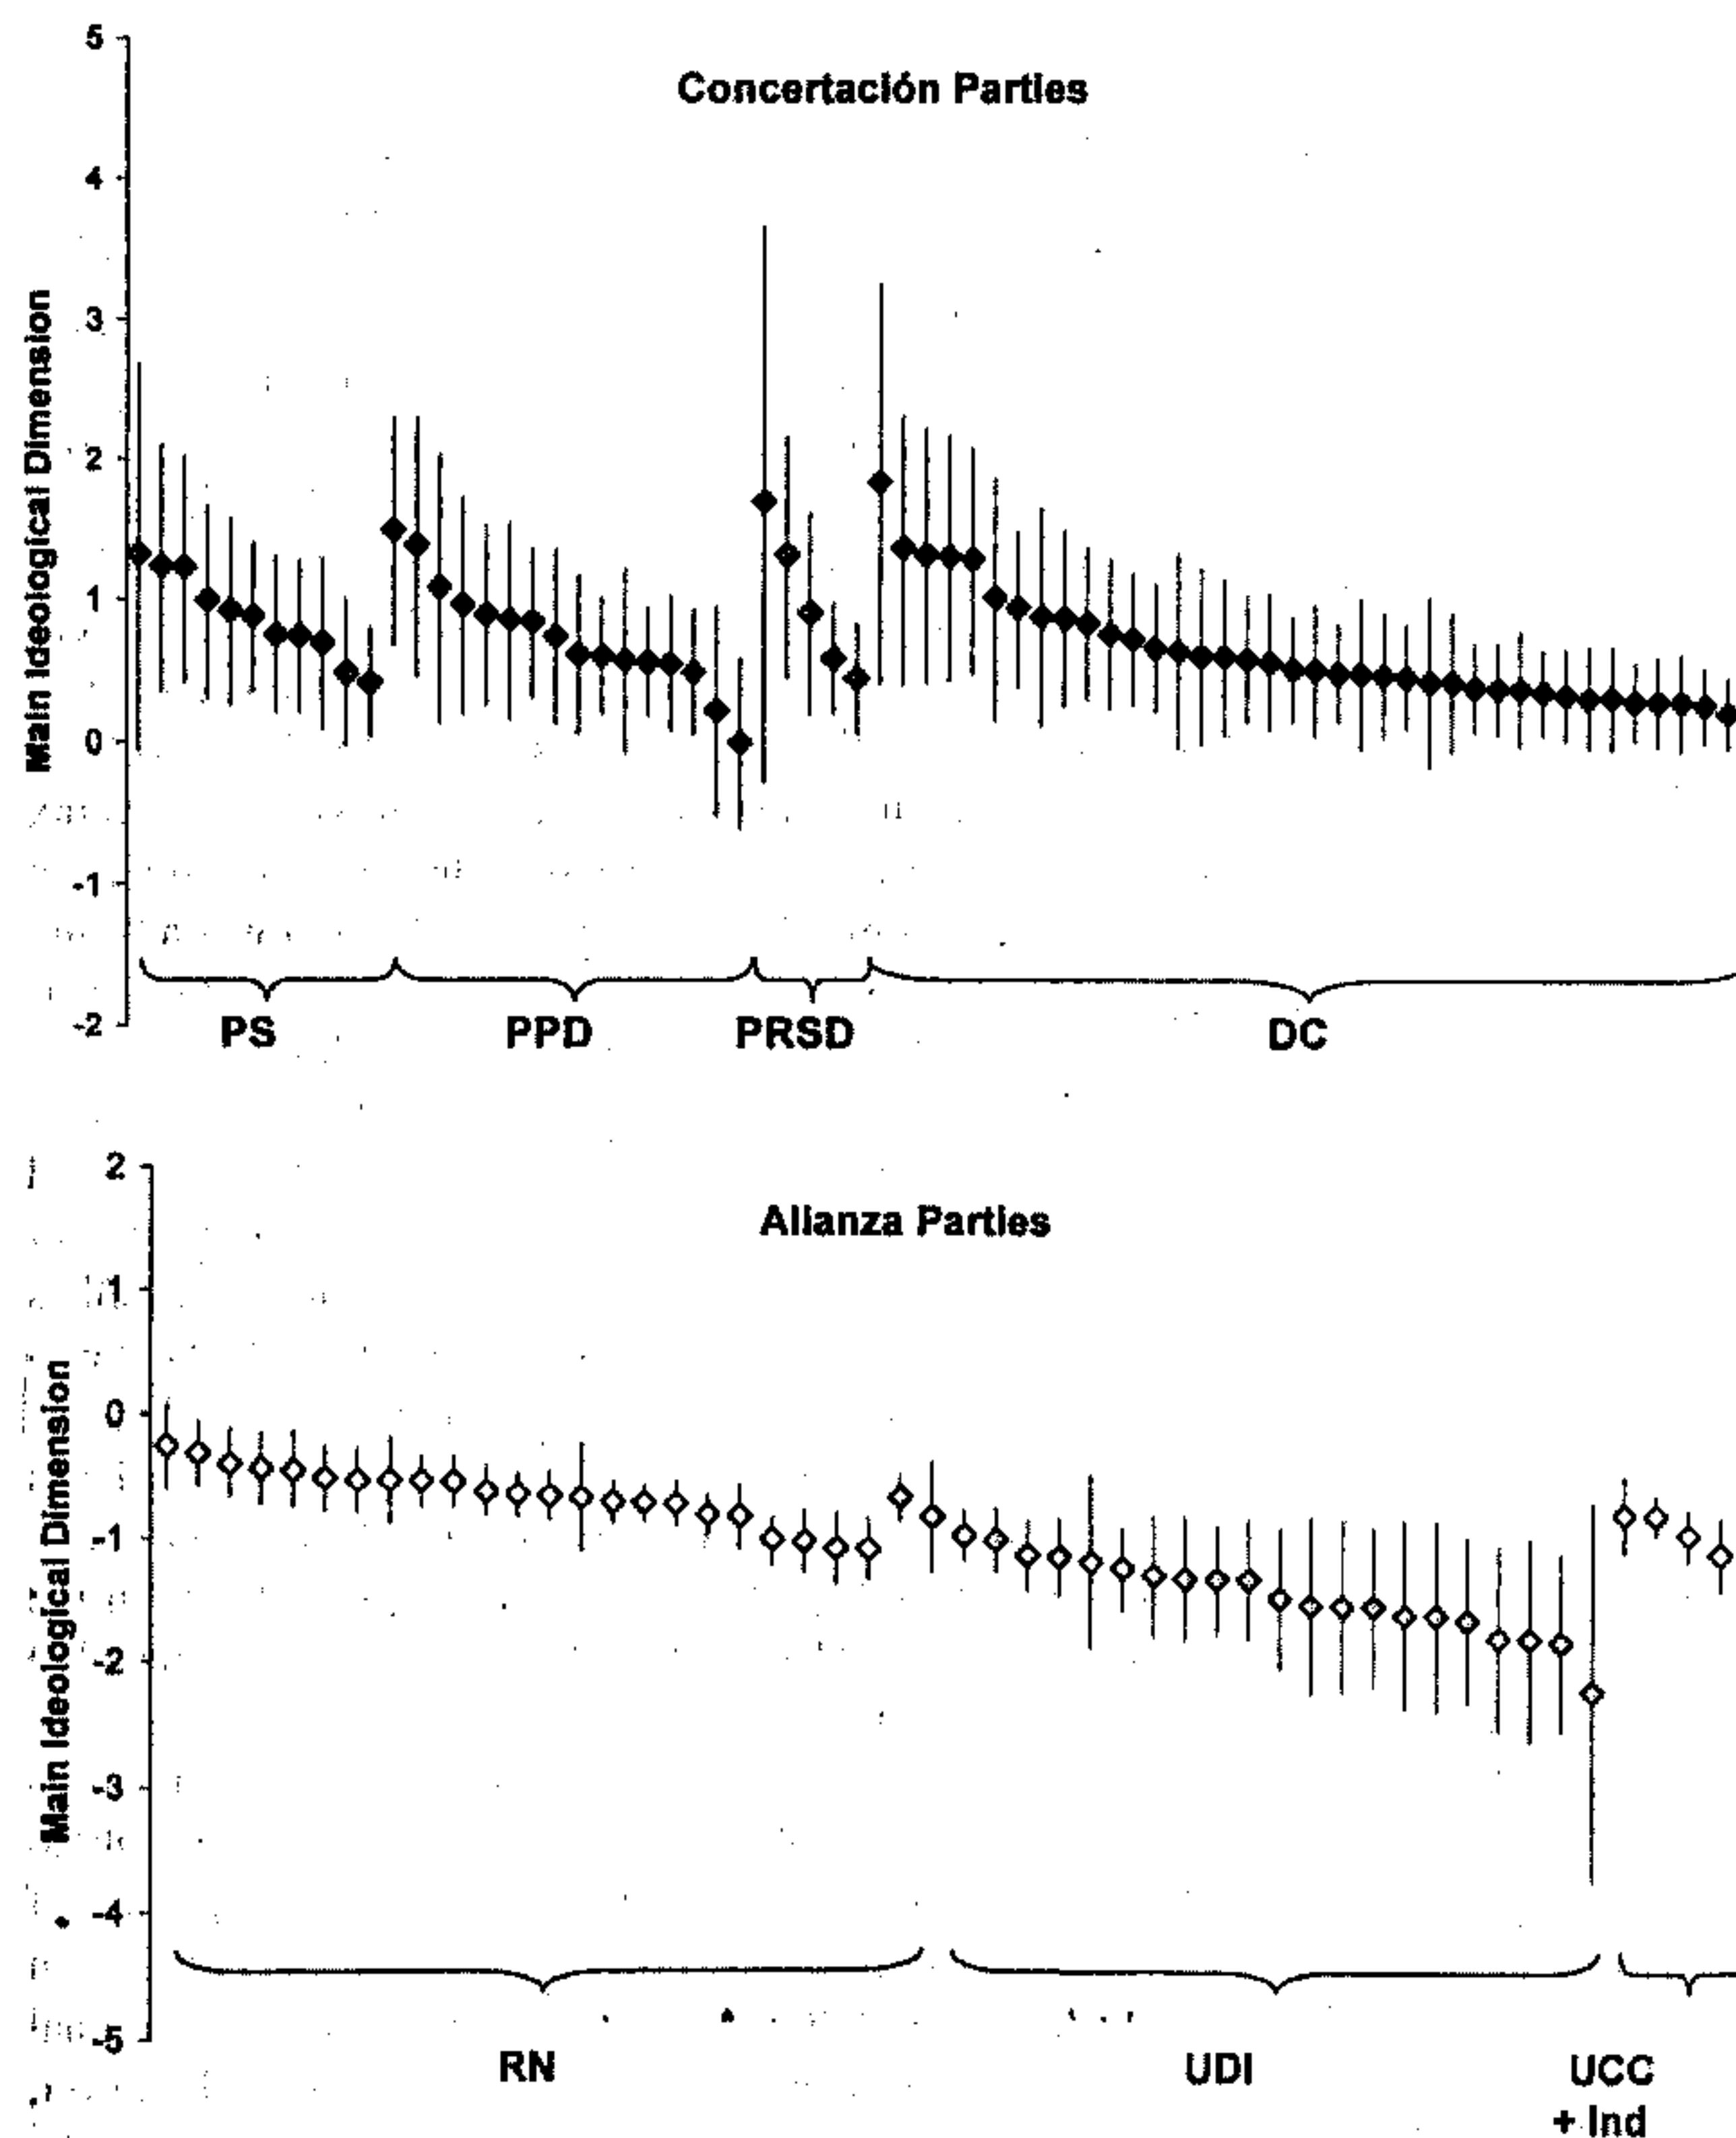 Concertación Parties
Main Ideological Dimension
5
4
3
2
1
0
-1
-2
PS PPD PRSD DC
Alianza Parties
Main Ideological Dimension
2
1
0
-1
-2
-3
-4
-5
RN UDI UCC
+ Ind